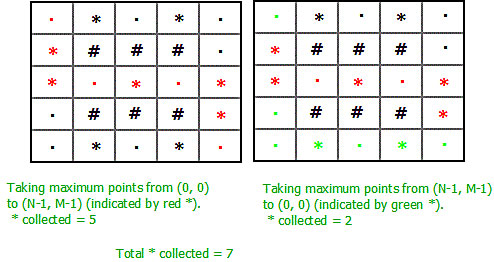 . * . * .
* # # # .
* . * . *
. # # # *
. * . * .
. * . * .
* # # # .
* . * . *
. # # # *
. * . * .
Taking maximum points from (0, 0)
to (N-1, M-1) (indicated by red *).
* collected = 5
Taking maximum points from (N-1, M-1)
to (0, 0) (indicated by green *).
* collected = 2
Total * collected = 7